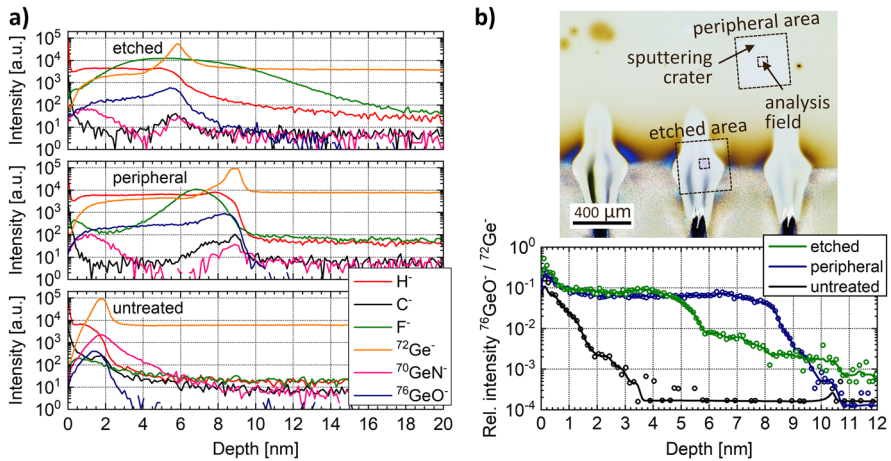 a)
etched
Intensity [a.u.]
10⁵
10⁴
10³
10²
10¹
10⁰
peripheral
Intensity [a.u.]
10⁵
10⁴
10³
10²
10¹
10⁰
untreated
Intensity [a.u.]
10⁵
10⁴
10³
10²
10¹
10⁰
H⁻
C⁻
F⁻
⁷²Ge⁻
⁷⁰GeN⁻
⁷⁶GeO⁻
0 2 4 6 8 10 12 14 16 18 20
Depth [nm]
b)
peripheral area
sputtering
crater
analysis
field
etched area
400 µm
etched
peripheral
untreated
Rel. intensity ⁷⁶GeO⁻ / ⁷²Ge⁻
10⁰
10⁻¹
10⁻²
10⁻³
10⁻⁴
0 1 2 3 4 5 6 7 8 9 10 11 12
Depth [nm]